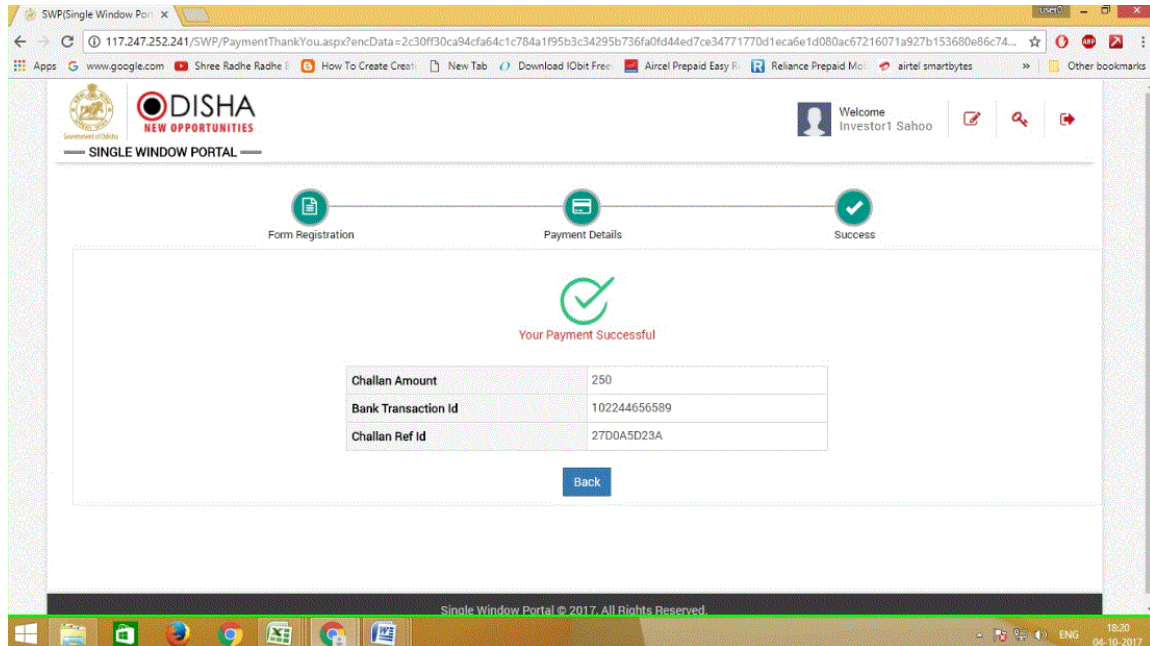 SWP(Single Window Por
user0
117.247.252.241/SWP/PaymentThankYou.aspx?encData=2c30ff30ca94cfa64c1c784a1f95b3c34295b736fa0fd44ed7ce34771770d1eca6e1d080ac67216071a927b153680e86c74...
Apps www.google.com Shree Radhe Radhe How To Create Creat New Tab Download IObit Free Aircel Prepaid Easy R Reliance Prepaid Mo airtel smartbytes » Other bookmarks
Government of Odisha
ODISHA
NEW OPPORTUNITIES
SINGLE WINDOW PORTAL
Welcome
Investor1 Sahoo
Form Registration Payment Details Success
Your Payment Successful
Challan Amount 250
Bank Transaction Id 102244656589
Challan Ref Id 27D0A5D23A
Back
Single Window Portal © 2017. All Rights Reserved.
ENG 18:20
04-10-2017